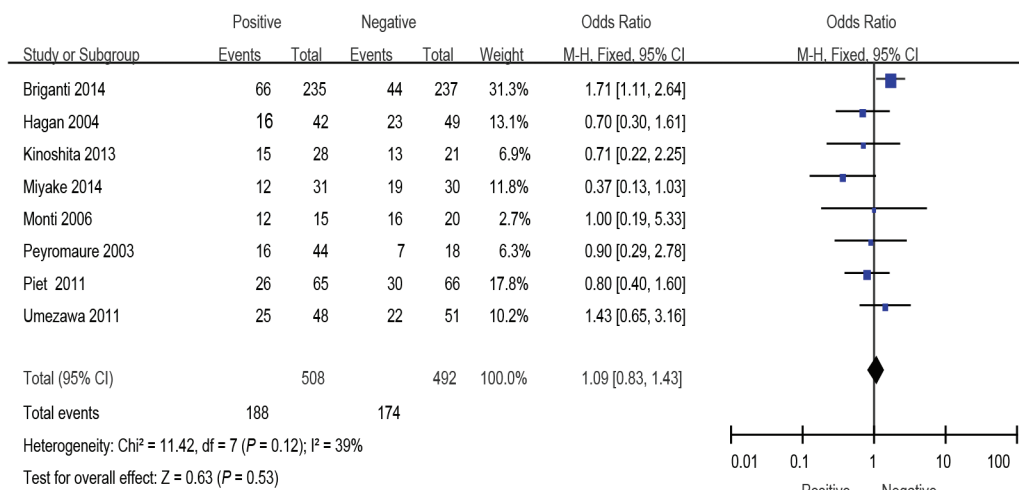 Positive Negative Odds Ratio Odds Ratio
Study or Subgroup Events Total Events Total Weight M-H, Fixed, 95% CI M-H, Fixed, 95% CI
Briganti 2014 66 235 44 237 31.3% 1.71 [1.11, 2.64]
Hagan 2004 16 42 23 49 13.1% 0.70 [0.30, 1.61]
Kinoshita 2013 15 28 13 21 6.9% 0.71 [0.22, 2.25]
Miyake 2014 12 31 19 30 11.8% 0.37 [0.13, 1.03]
Monti 2006 12 15 16 20 2.7% 1.00 [0.19, 5.33]
Peyromaure 2003 16 44 7 18 6.3% 0.90 [0.29, 2.78]
Piet 2011 26 65 30 66 17.8% 0.80 [0.40, 1.60]
Umezawa 2011 25 48 22 51 10.2% 1.43 [0.65, 3.16]
Total (95% CI) 508 492 100.0% 1.09 [0.83, 1.43]
Total events 188 174
Heterogeneity: Chi² = 11.42, df = 7 (P = 0.12); I² = 39%
Test for overall effect: Z = 0.63 (P = 0.53)
0.01 0.1 1 10 100
Positive Negative